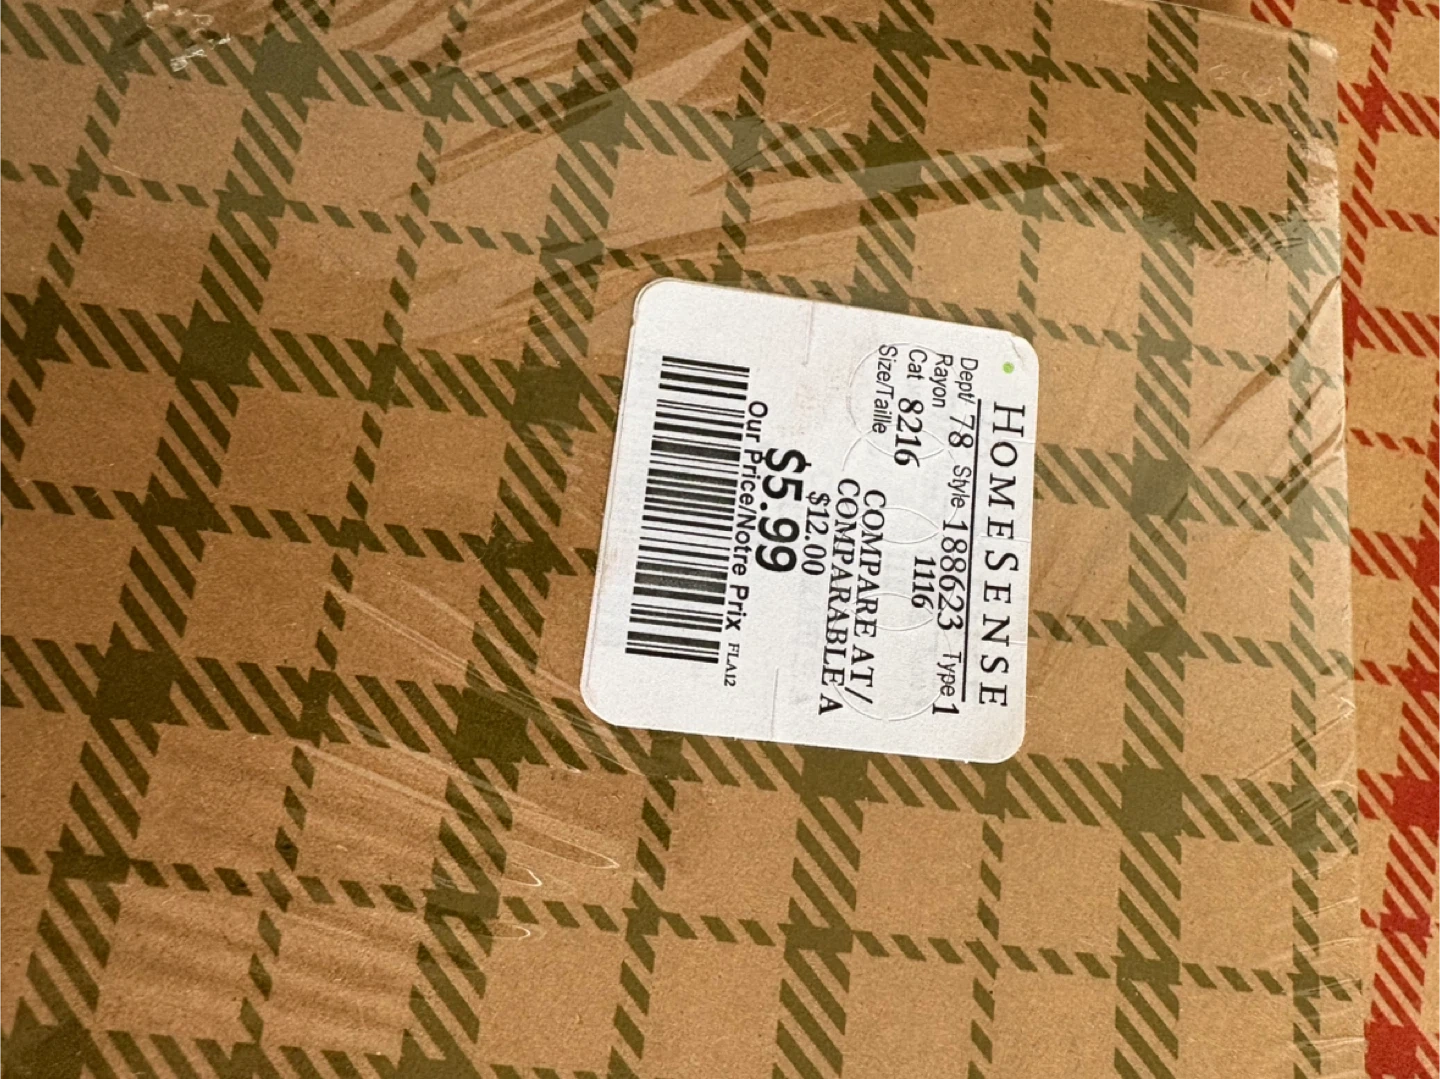 HOMESENSE
Dept/ 78 Style 188623 Type 1
Rayon
Cat 8216 1116
Size/Taille
COMPARE AT/
COMPARABLE A
$12.00
$5.99
Our Price/Notre Prix FLA12